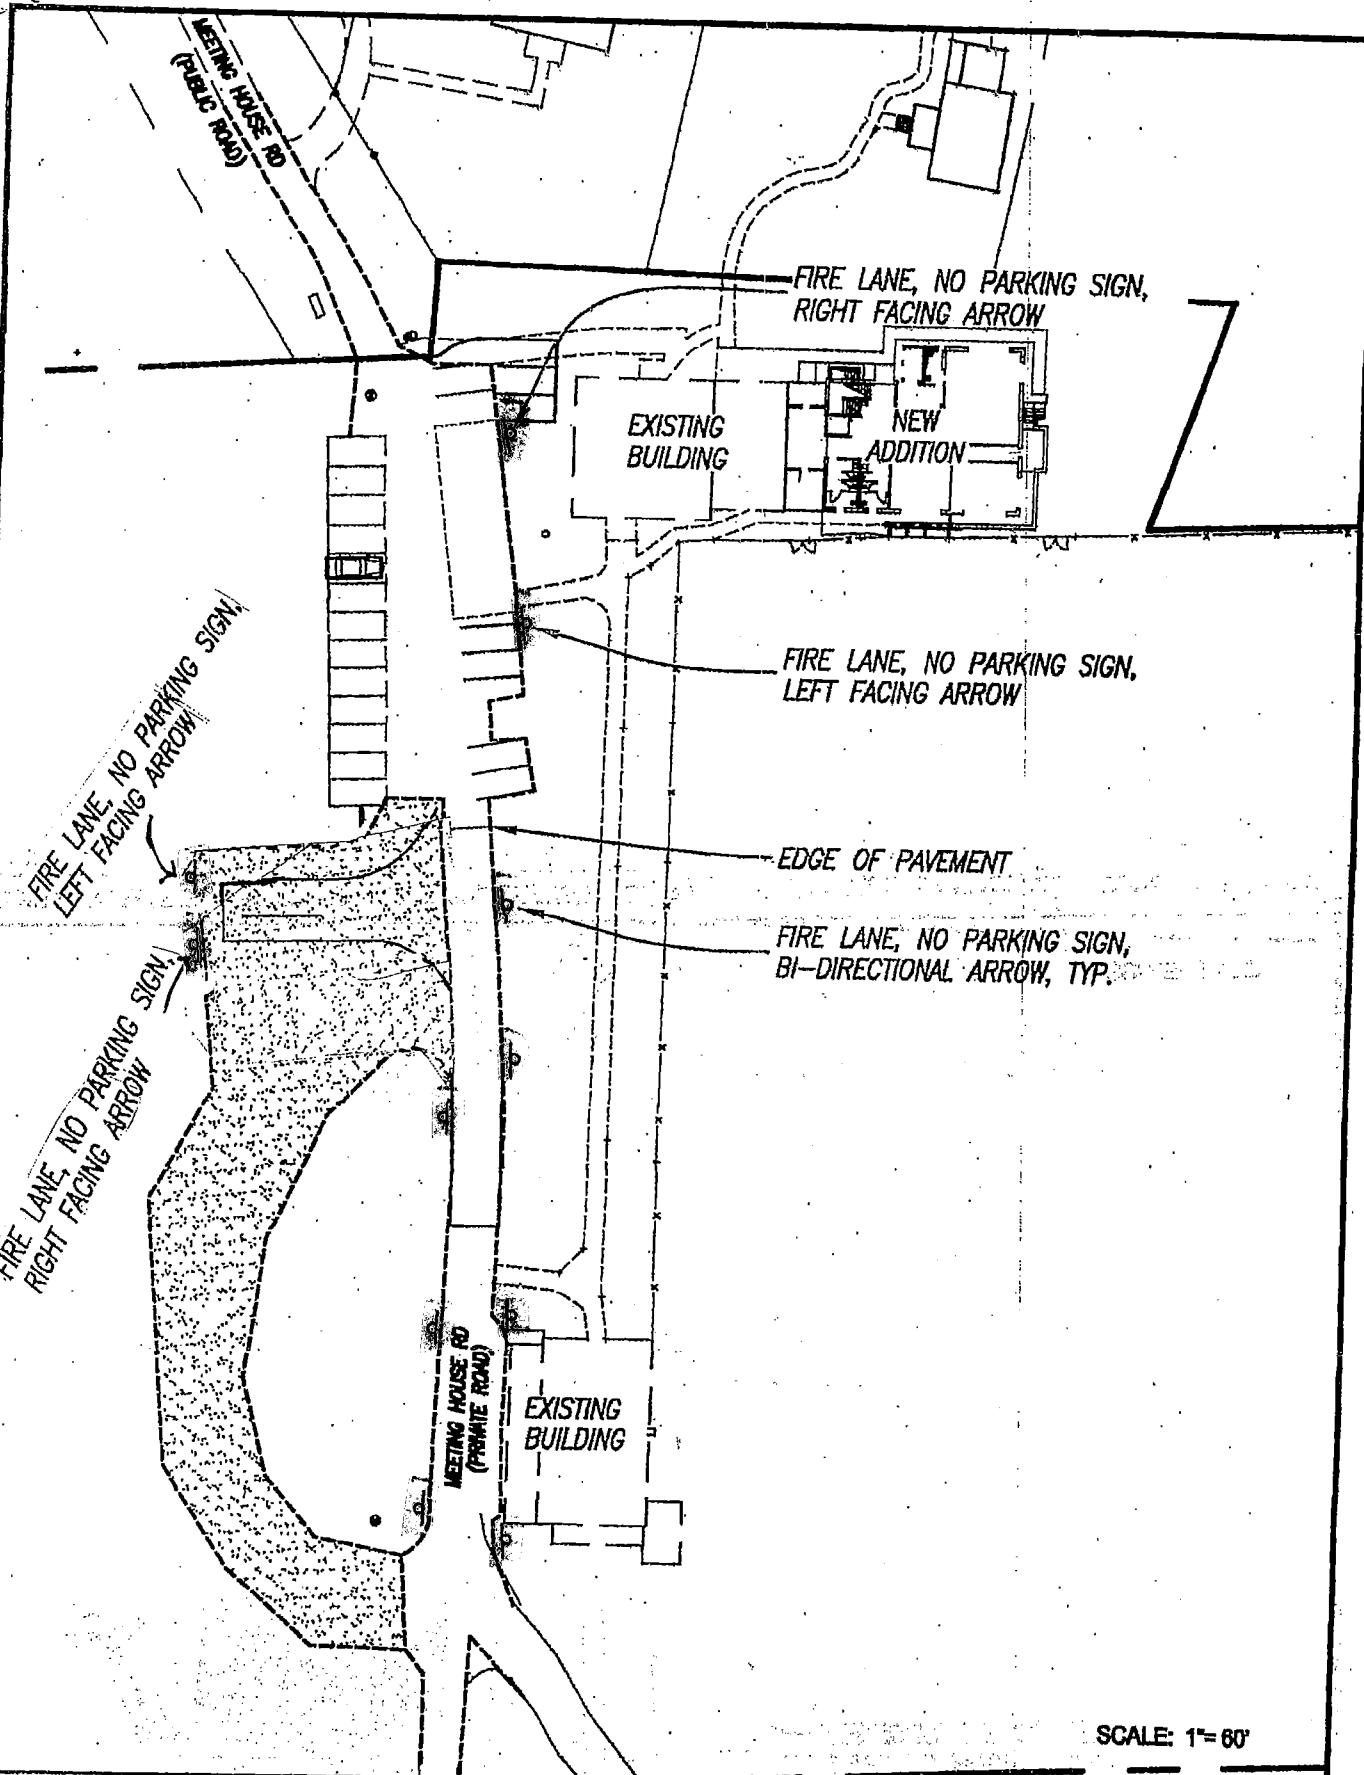 MEETING HOUSE RD
(PUBLIC ROAD)
FIRE LANE, NO PARKING SIGN,
RIGHT FACING ARROW
EXISTING
BUILDING
NEW
ADDITION
FIRE LANE, NO PARKING SIGN,
LEFT FACING ARROW
FIRE LANE, NO PARKING SIGN,
LEFT FACING ARROW
EDGE OF PAVEMENT
FIRE LANE, NO PARKING SIGN,
BI-DIRECTIONAL ARROW, TYP.
FIRE LANE, NO PARKING SIGN,
RIGHT FACING ARROW
MEETING HOUSE RD
(PRIVATE ROAD)
EXISTING
BUILDING
SCALE: 1"= 60'